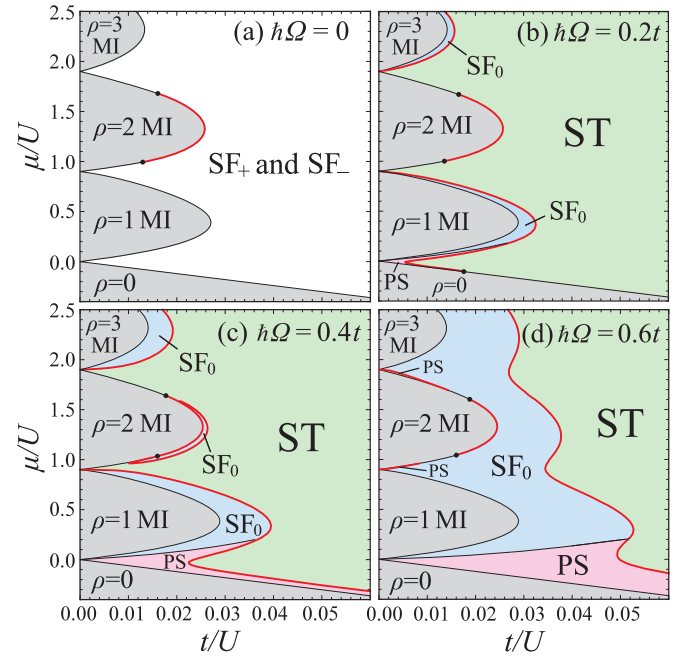 (a) ℏΩ = 0
ρ=3
MI
ρ=2 MI
SF₊ and SF₋
ρ=1 MI
ρ=0
μ/U
2.5
2.0
1.5
1.0
0.5
0.0
(b) ℏΩ = 0.2t
ρ=3
MI
SF₀
ST
ρ=2 MI
SF₀
ρ=1 MI
PS
ρ=0
(c) ℏΩ = 0.4t
ρ=3
MI
SF₀
ST
ρ=2 MI
SF₀
ρ=1 MI
SF₀
PS
ρ=0
μ/U
2.5
2.0
1.5
1.0
0.5
0.0
0.00 0.01 0.02 0.03 0.04 0.05
t/U
(d) ℏΩ = 0.6t
ρ=3
MI
PS
ST
ρ=2 MI
SF₀
PS
ρ=1 MI
PS
ρ=0
0.00 0.01 0.02 0.03 0.04 0.05
t/U